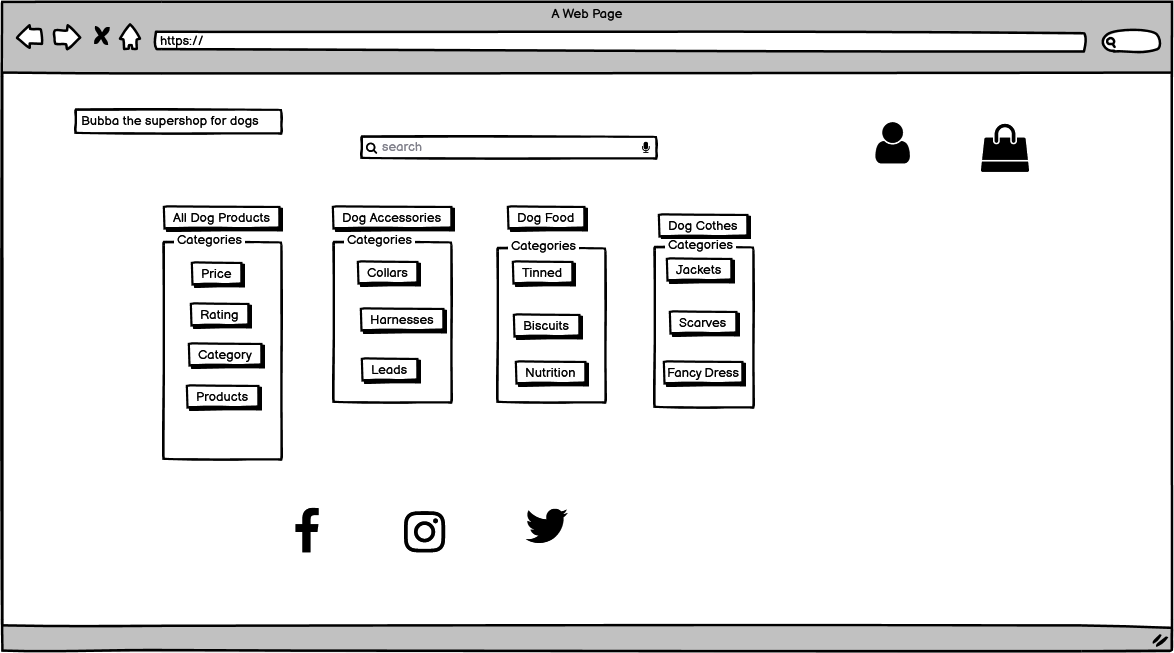 A Web Page
https://
Bubba the supershop for dogs
search
All Dog Products
Categories
Price
Rating
Category
Products
Dog Accessories
Categories
Collars
Harnesses
Leads
Dog Food
Categories
Tinned
Biscuits
Nutrition
Dog Cothes
Categories
Jackets
Scarves
Fancy Dress